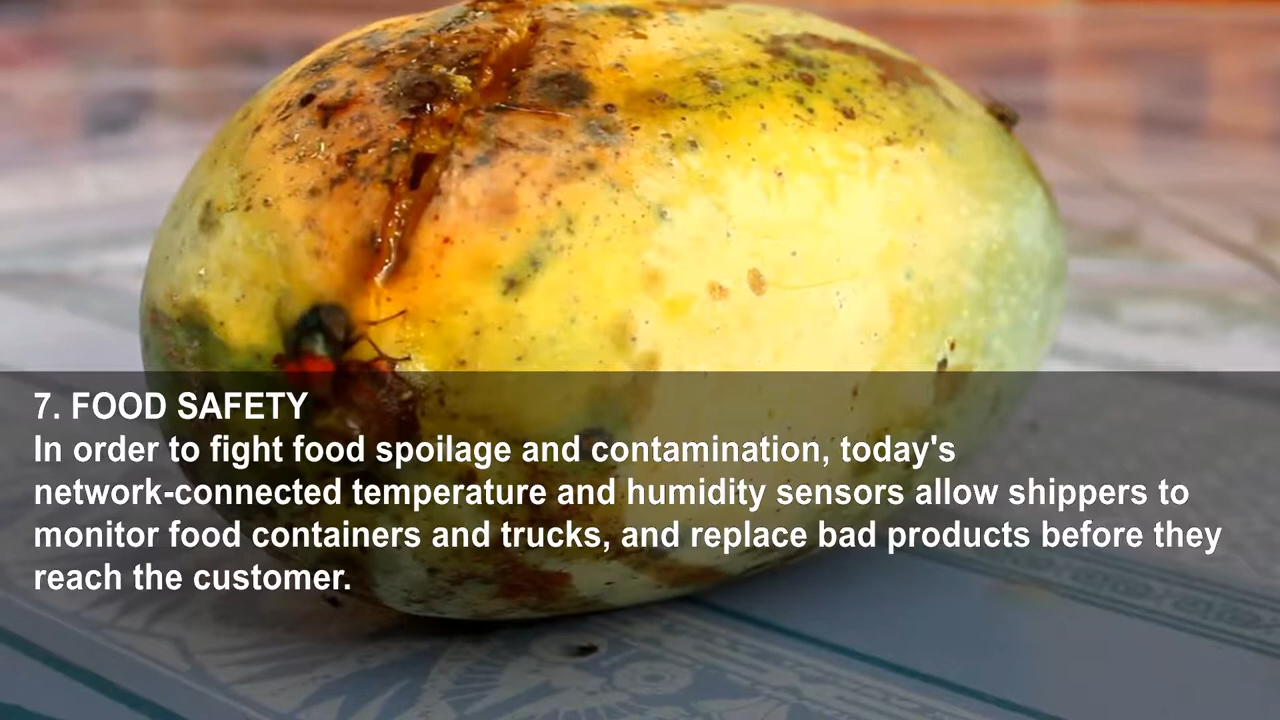 7. FOOD SAFETY
In order to fight food spoilage and contamination, today's
network-connected temperature and humidity sensors allow shippers to
monitor food containers and trucks, and replace bad products before they
reach the customer.